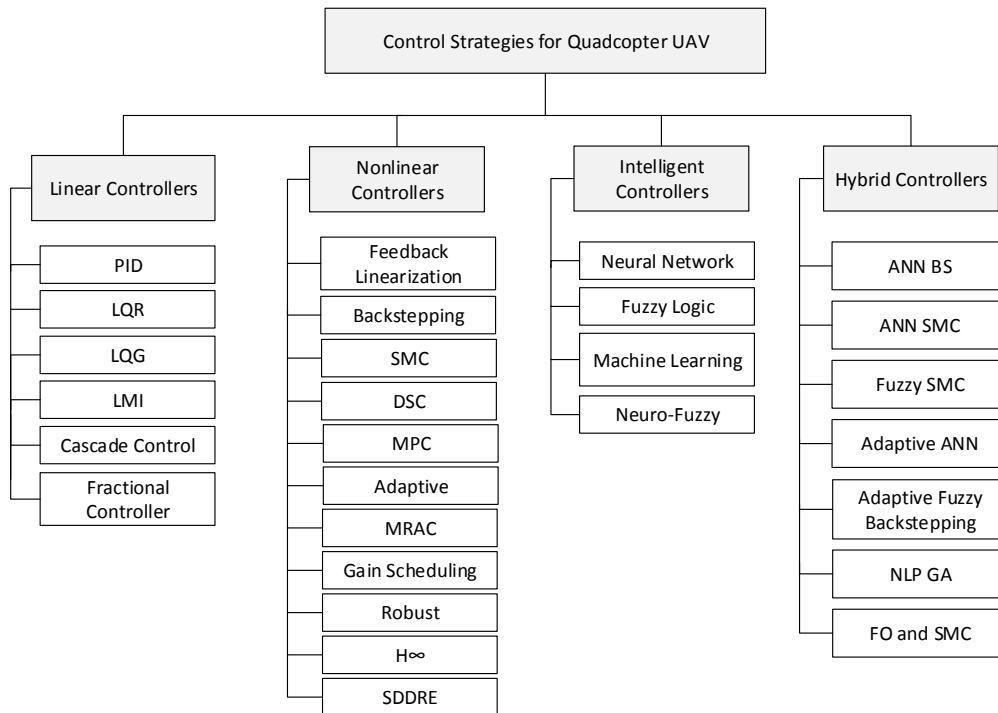 Control Strategies for Quadcopter UAV
Linear Controllers
PID
LQR
LQG
LMI
Cascade Control
Fractional
Controller
Nonlinear
Controllers
Feedback
Linearization
Backstepping
SMC
DSC
MPC
Adaptive
MRAC
Gain Scheduling
Robust
H∞
SDDRE
Intelligent
Controllers
Neural Network
Fuzzy Logic
Machine Learning
Neuro-Fuzzy
Hybrid Controllers
ANN BS
ANN SMC
Fuzzy SMC
Adaptive ANN
Adaptive Fuzzy
Backstepping
NLP GA
FO and SMC